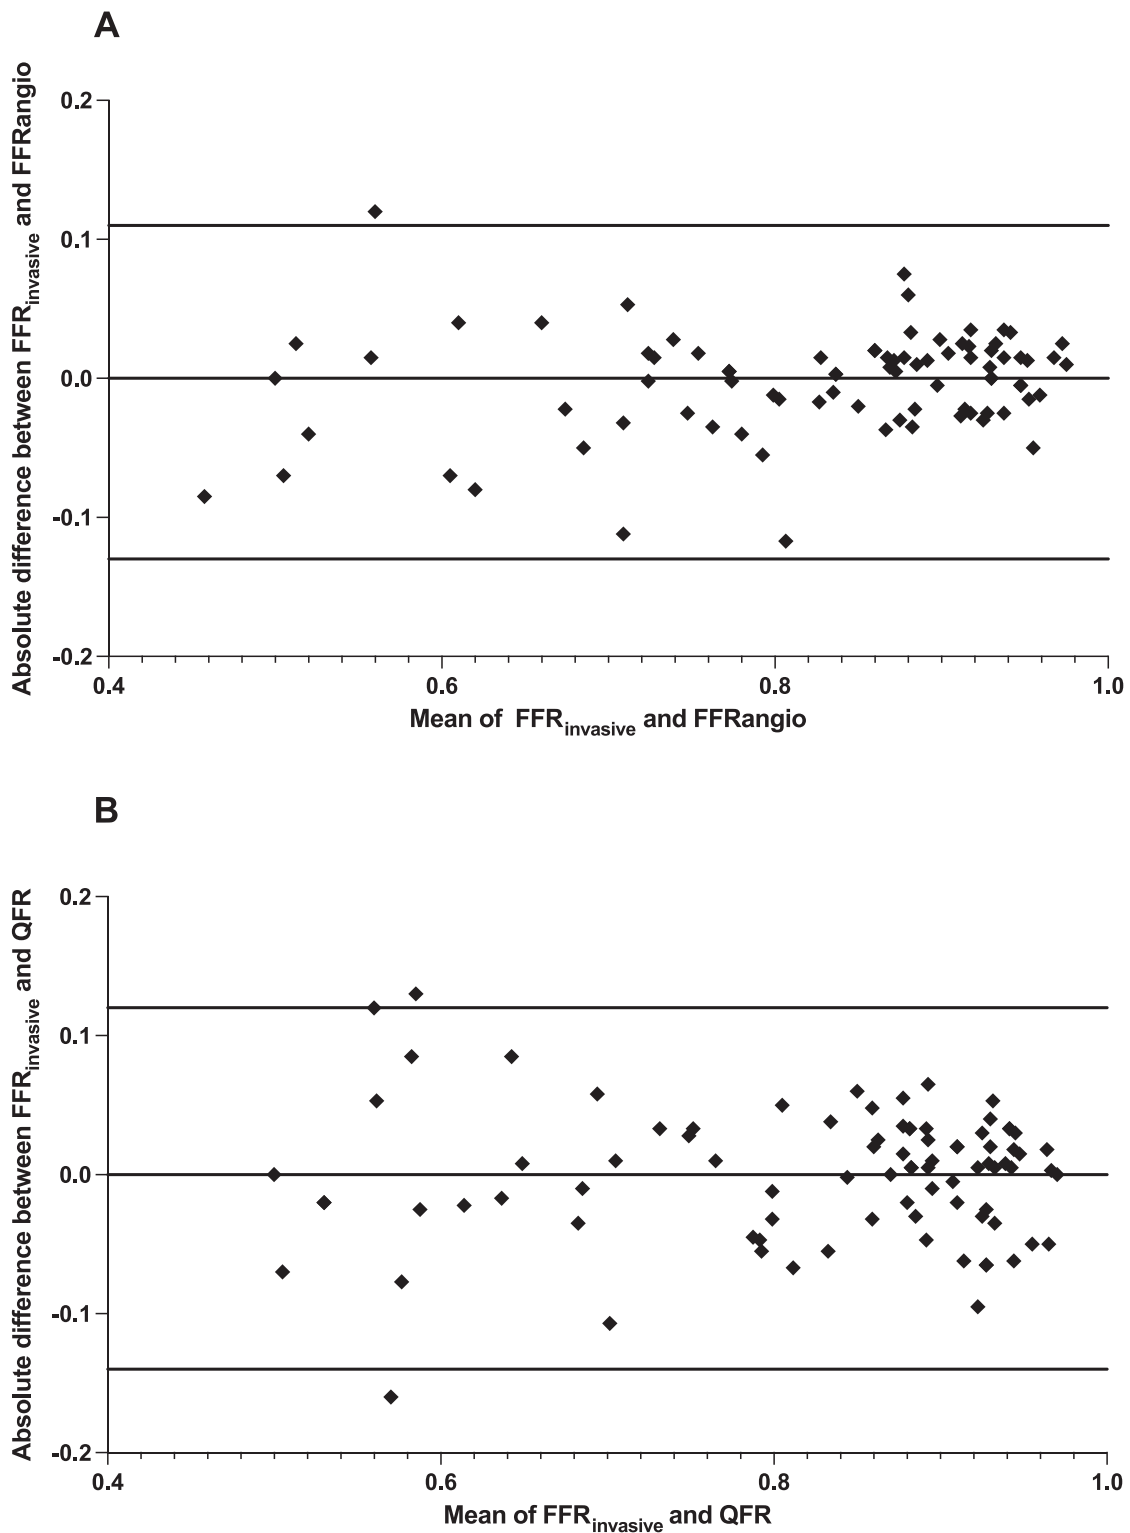 A
Absolute difference between FFRinvasive and FFRangio
0.2
0.1
0.0
-0.1
-0.2
0.4 0.6 0.8 1.0
Mean of FFRinvasive and FFRangio
B
Absolute difference between FFRinvasive and QFR
0.2
0.1
0.0
-0.1
-0.2
0.4 0.6 0.8 1.0
Mean of FFRinvasive and QFR